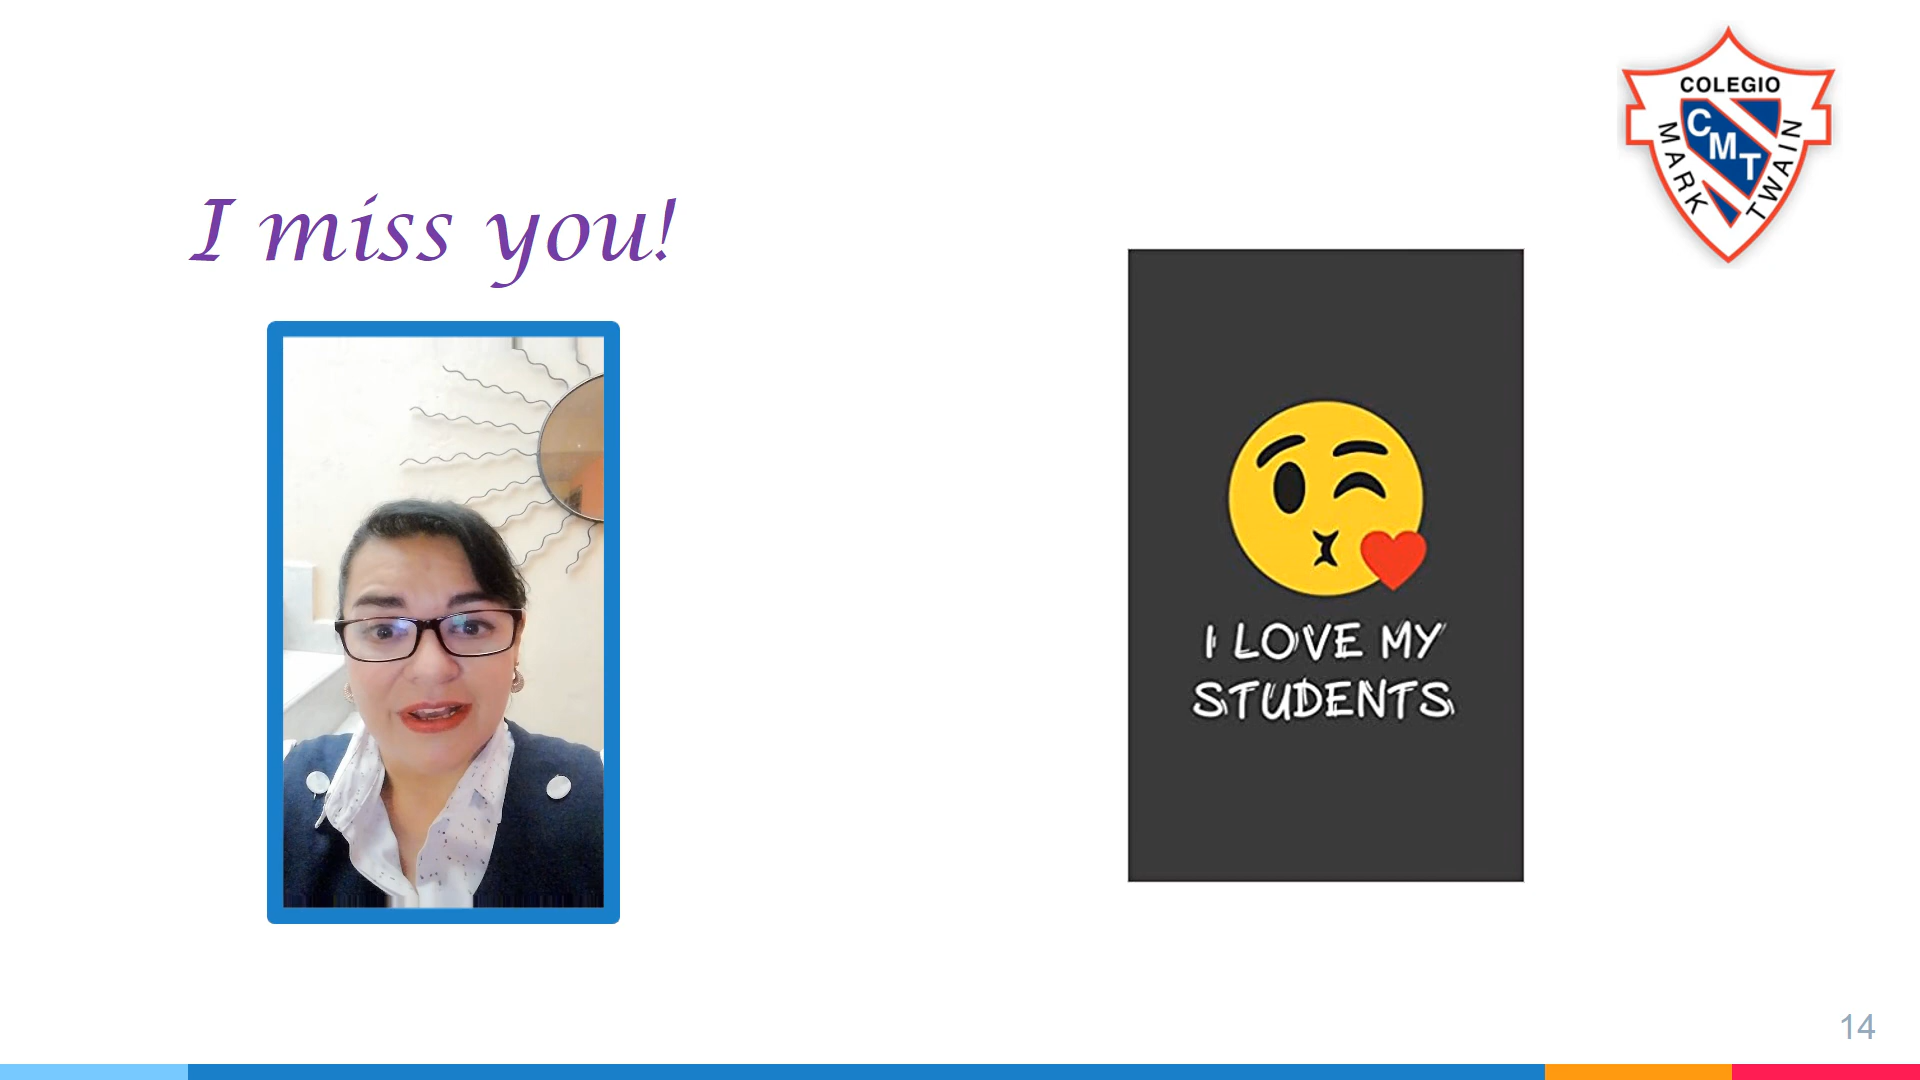 COLEGIO
MARK TWAIN
CMT
I miss you!
I LOVE MY
STUDENTS
14